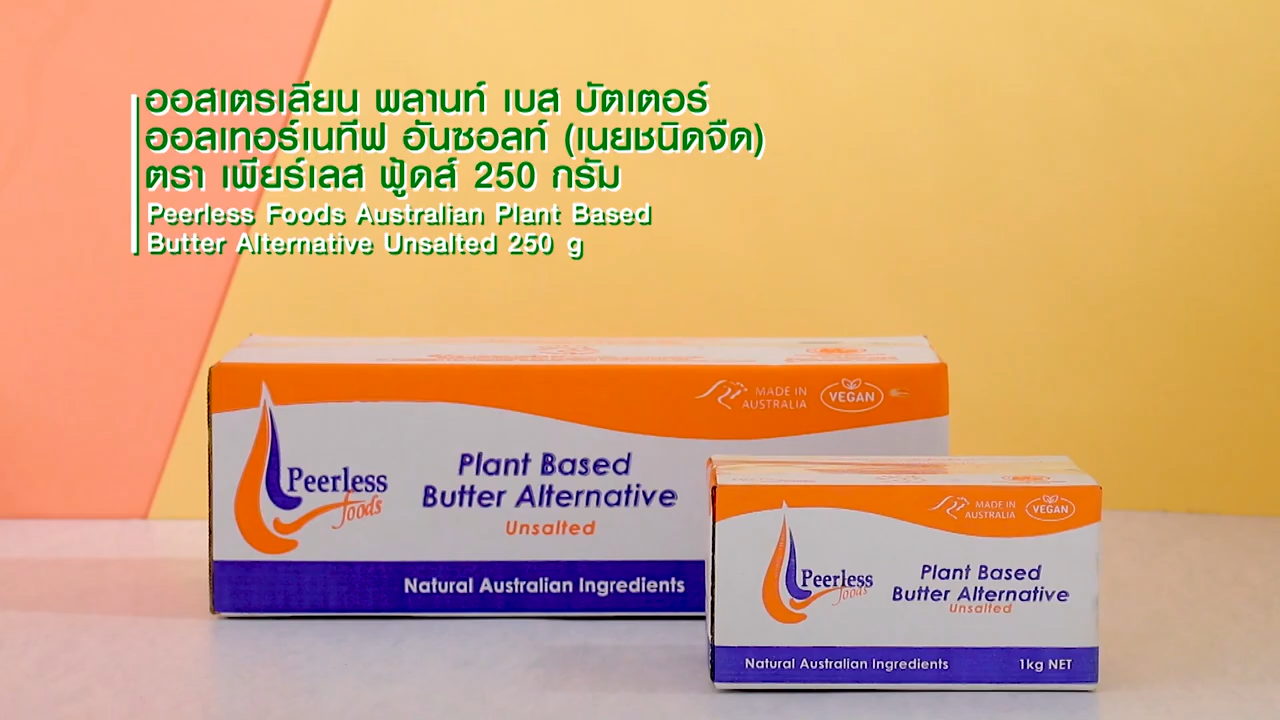 ออสเตรเลียน พลานท์ เบส บัตเตอร์
ออลเทอร์เนทีฟ อันซอลท์ (เนยชนิดจืด)
ตรา เพียร์เลส ฟู้ดส์ 250 กรัม
Peerless Foods Australian Plant Based
Butter Alternative Unsalted 250 g
MADE IN
AUSTRALIA
VEGAN
Peerless
foods
Plant Based
Butter Alternative
Unsalted
Natural Australian Ingredients
MADE IN
AUSTRALIA
VEGAN
Peerless
foods
Plant Based
Butter Alternative
Unsalted
Natural Australian Ingredients
1kg NET